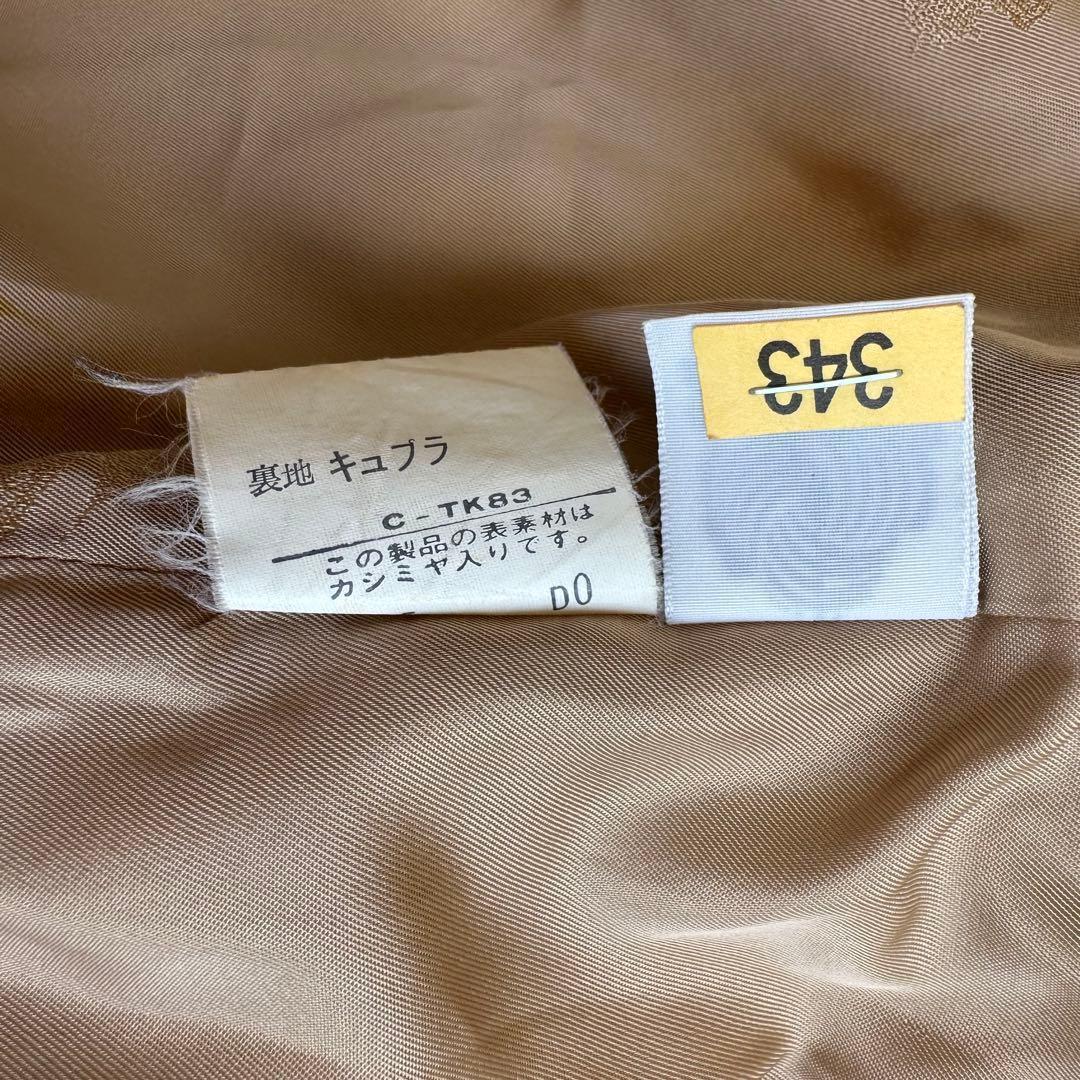 裏地 キュプラ
C-TK83
この製品の表素材は
カシミヤ入りです。
DO
343